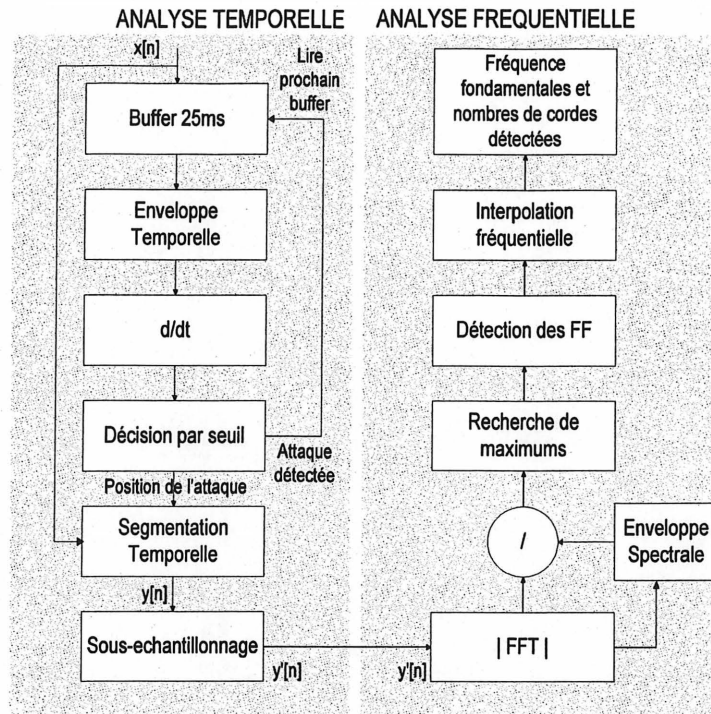 ANALYSE TEMPORELLE
x[n]
Lire
prochain
buffer
Buffer 25ms
Enveloppe
Temporelle
d/dt
Décision par seuil
Attaque
détectée
Position de l'attaque
Segmentation
Temporelle
y[n]
Sous-echantillonnage
y'[n]
ANALYSE FREQUENTIELLE
Fréquence
fondamentales et
nombres de cordes
détectées
Interpolation
fréquentielle
Détection des FF
Recherche de
maximums
/
Enveloppe
Spectrale
| FFT |
y'[n]